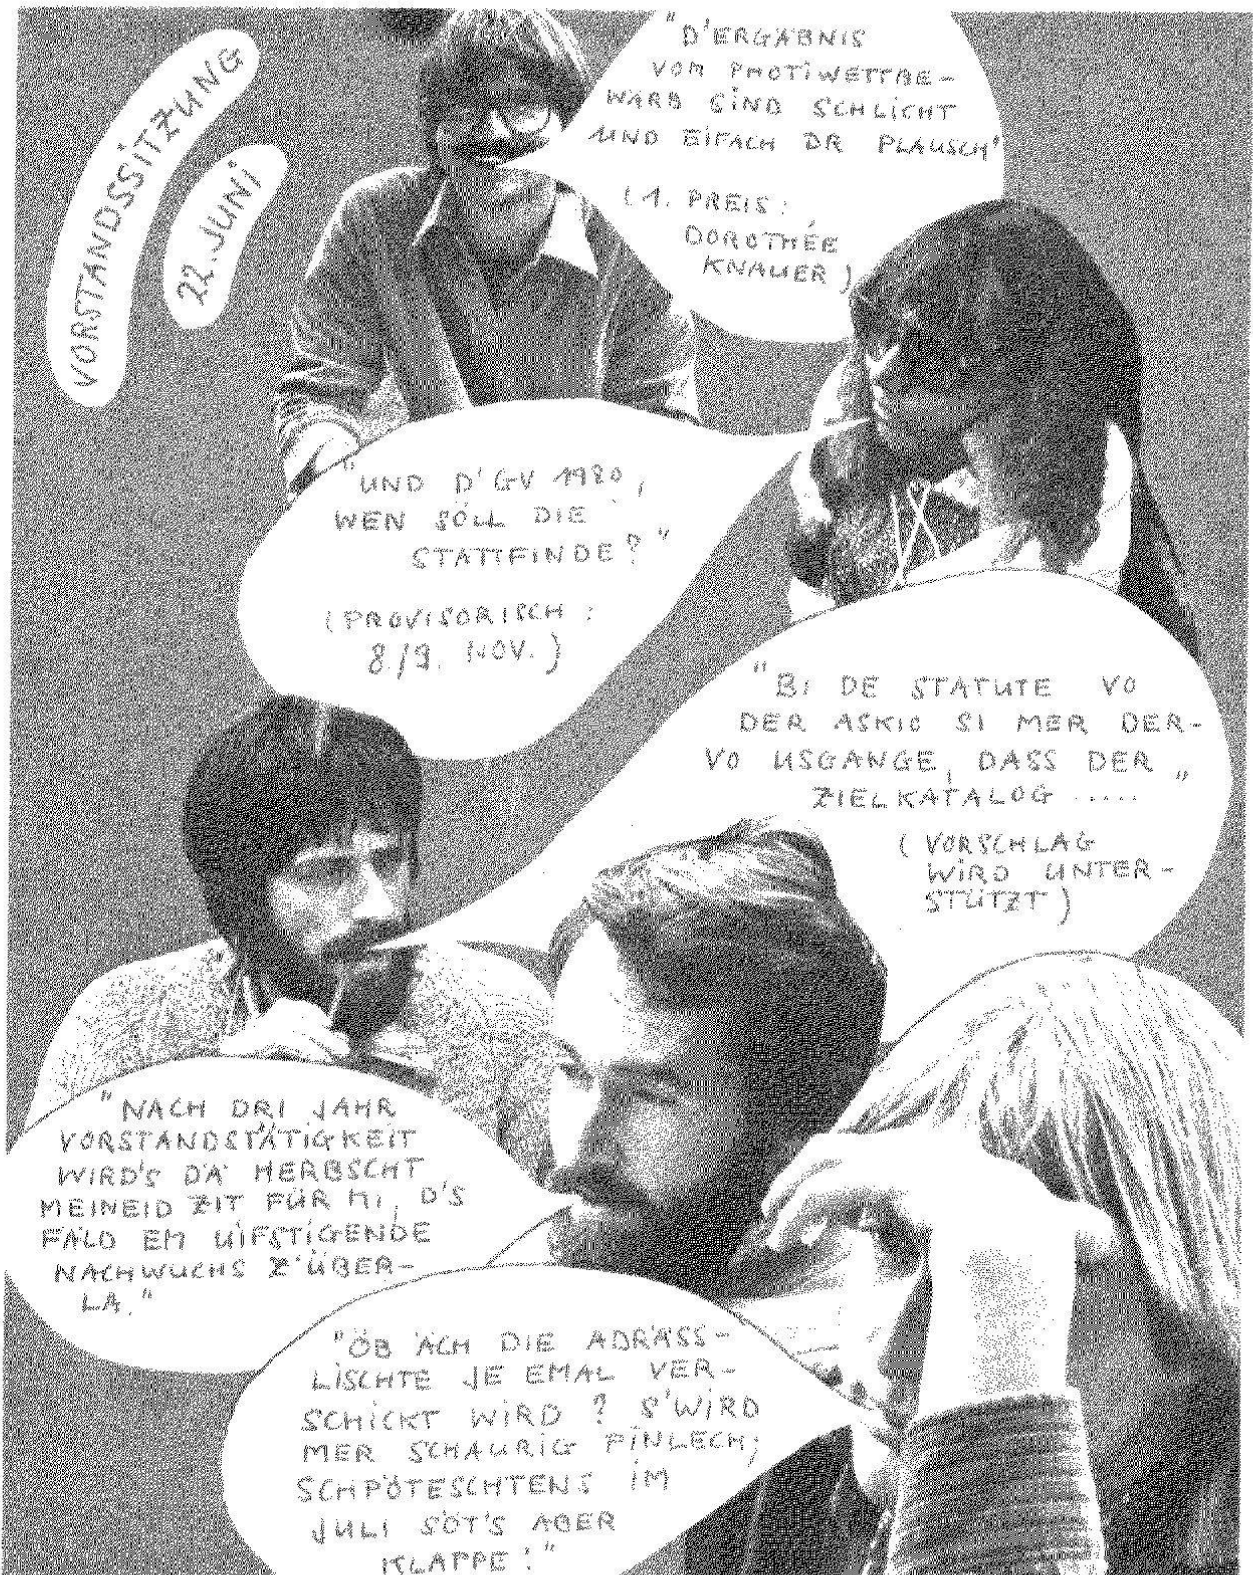 VORSTANDSSITZUNG
22. JUNI
"D'ERGÄBNIS
VOM PHOTIWETTBE-
WÄRB SIND SCHLICHT
UND EIFACH DR PLAUSCH"
(1. PREIS:
DOROTHÉE
KNAUER)
"UND D'GV 1980,
WEN SÖLL DIE
STATTFINDE?"
(PROVISORISCH:
8./9. NOV.)
"BI DE STATUTE VO
DER ASKIO SI MER DER-
VO USGANGE, DASS DER
ZIELKATALOG ....."
(VORSCHLAG
WIRD UNTER-
STÜTZT)
"NACH DRI JAHR
VORSTANDSTÄTIGKEIT
WIRD'S DÄ HERBSCHT
MEINEID ZIT FÜR MI, D'S
FÄLD EM UIFSTIGENDE
NACHWUCHS Z'ÜBER-
LA."
"ÖB ÄCH DIE ADRÄSS-
LISCHTE JE EMAL VER-
SCHICKT WIRD? S'WIRD
MER SCHAURIG PINLECH;
SCHPÖTESCHTENS IM
JULI SÖT'S ABER
KLAPPE!"